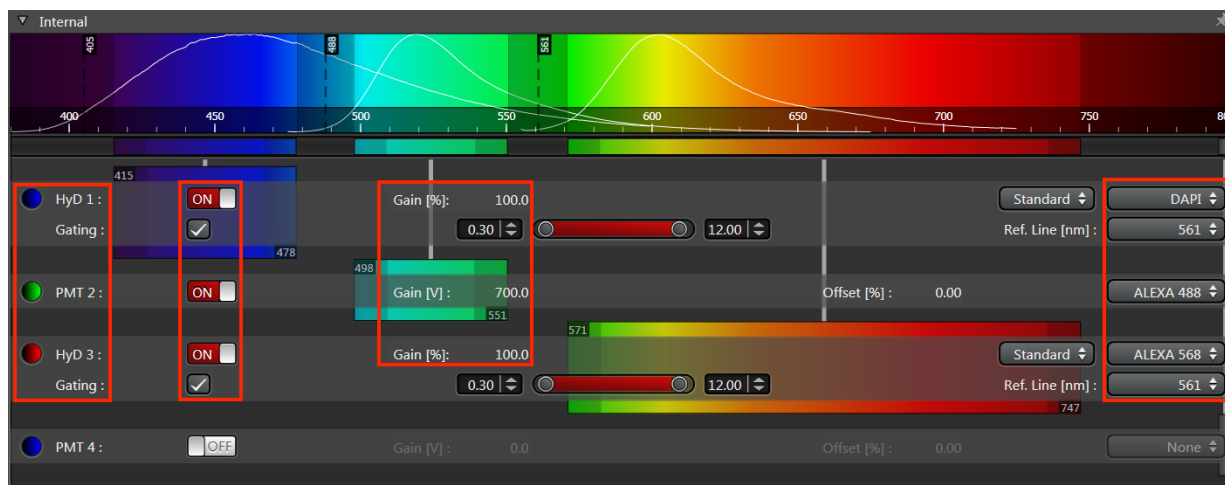 Internal
405 488 561
400 450 500 550 600 650 700 750
415
HyD 1 : ON Gain [%]: 100.0 Standard DAPI
Gating : 0.30 12.00 Ref. Line [nm] : 561
478
498
PMT 2 : ON Gain [V] : 700.0 Offset [%] : 0.00 ALEXA 488
551
571
HyD 3 : ON Gain [%]: 100.0 Standard ALEXA 568
Gating : 0.30 12.00 Ref. Line [nm] : 561
747
PMT 4 : OFF Gain [V] : 0.0 Offset [%] : 0.00 None